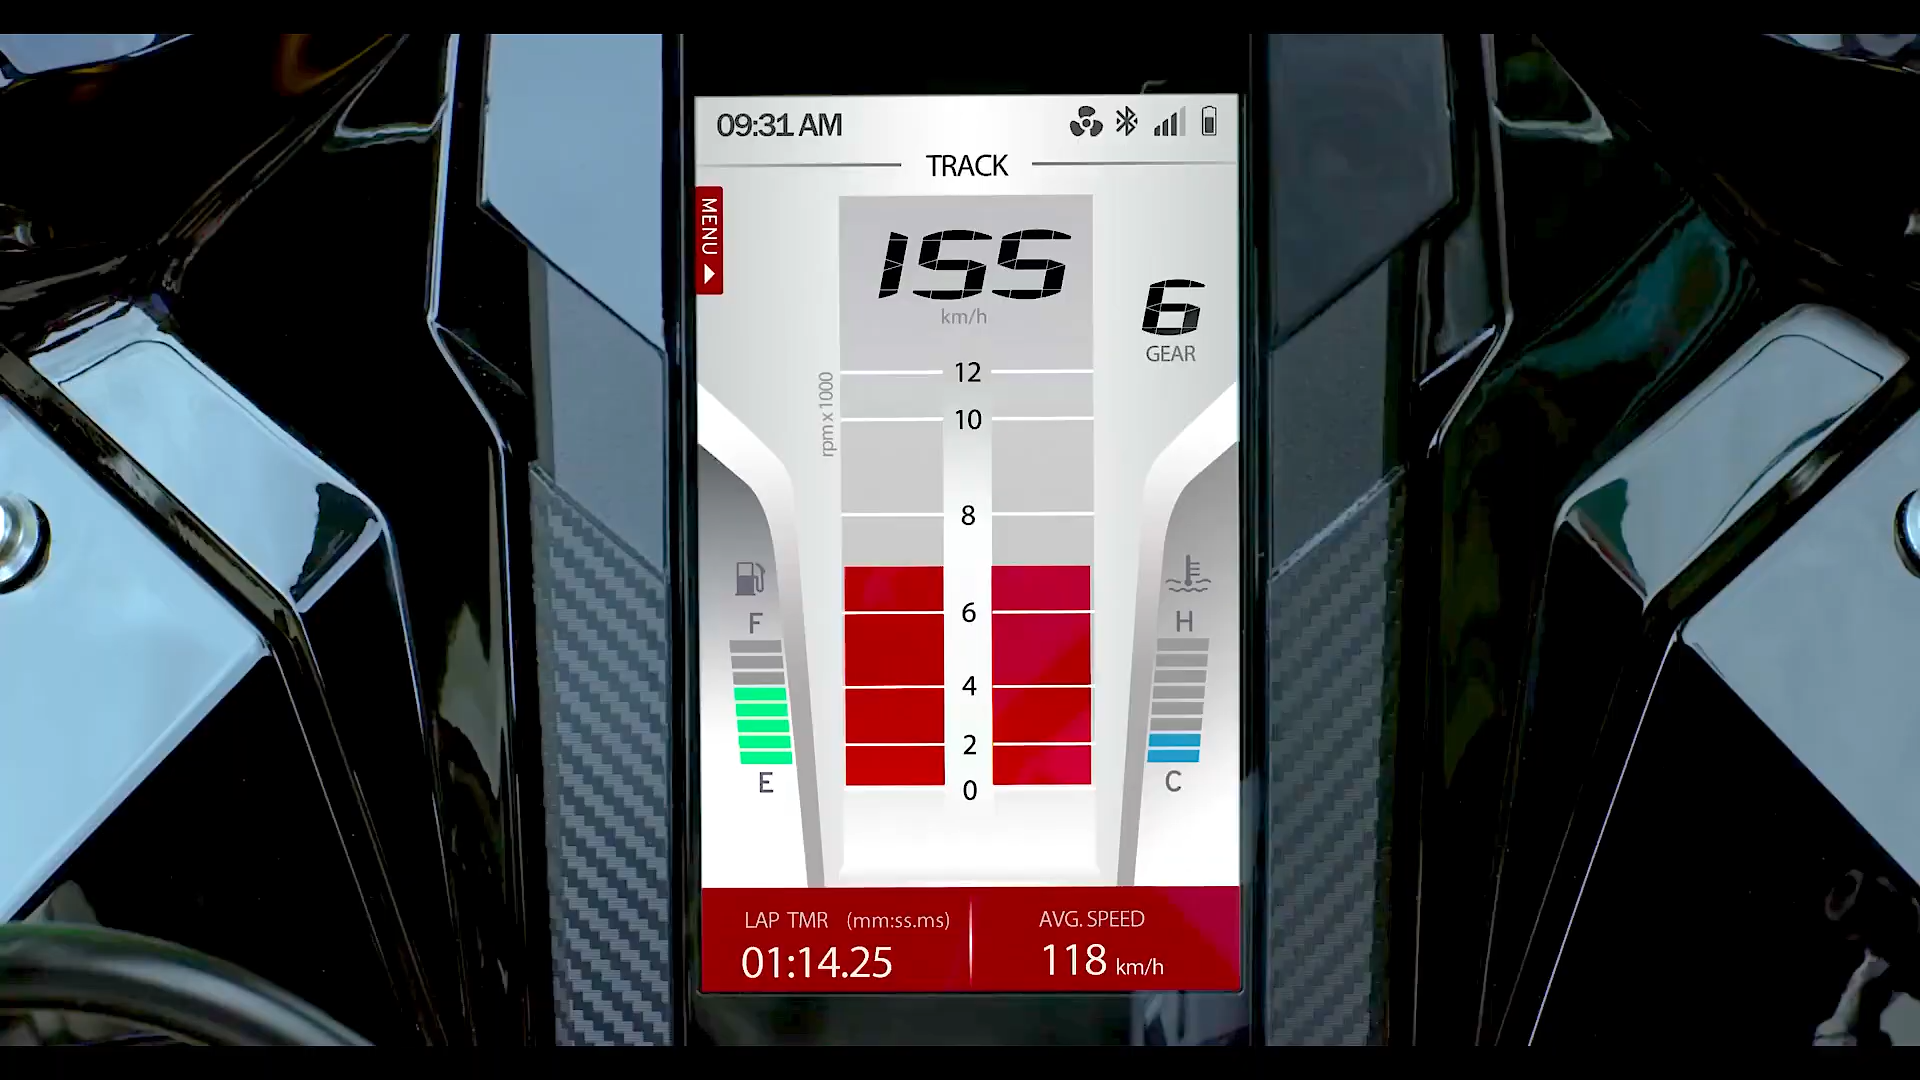 09:31 AM
TRACK
MENU
155
km/h
6
GEAR
rpm x 1000
12
10
8
6
4
2
0
F
E
H
C
LAP TMR (mm:ss.ms)
01:14.25
AVG. SPEED
118 km/h